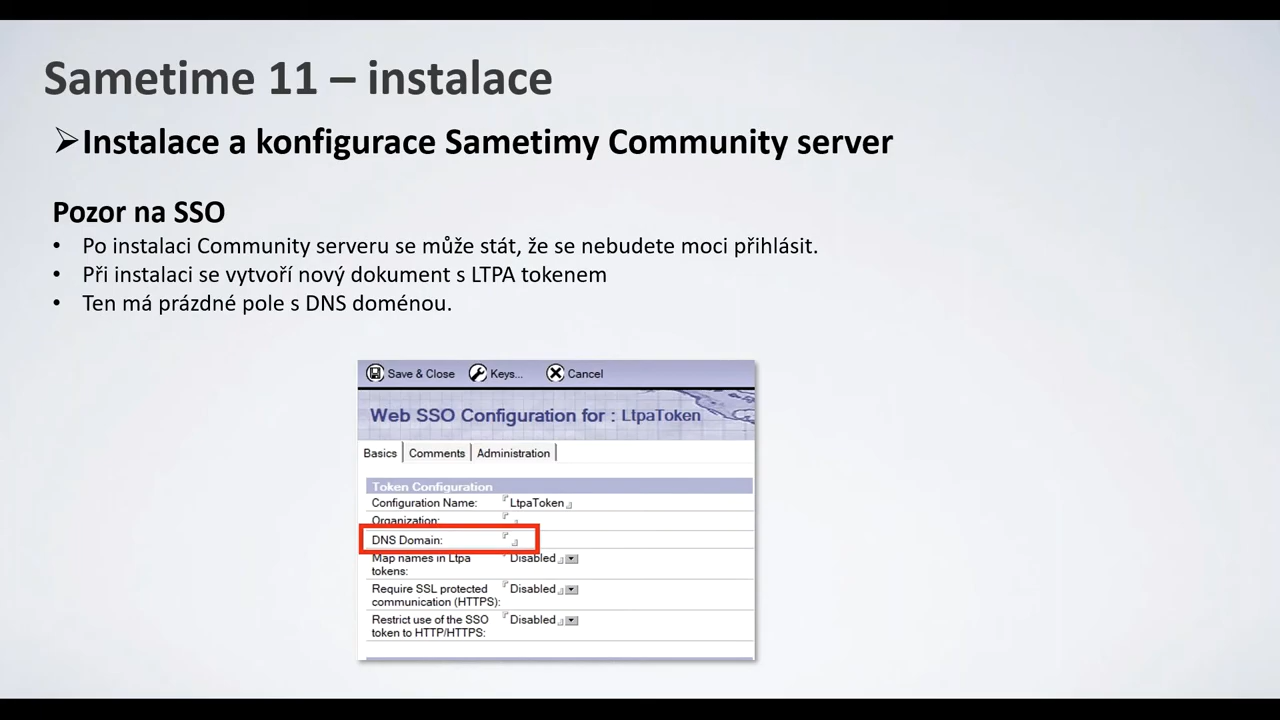 Sametime 11 – instalace
➢Instalace a konfigurace Sametimy Community server
Pozor na SSO
• Po instalaci Community serveru se může stát, že se nebudete moci přihlásit.
• Při instalaci se vytvoří nový dokument s LTPA tokenem
• Ten má prázdné pole s DNS doménou.
Save & Close Keys... Cancel
Web SSO Configuration for : LtpaToken
Basics Comments Administration
Token Configuration
Configuration Name: LtpaToken
Organization:
DNS Domain:
Map names in Ltpa tokens: Disabled
Require SSL protected communication (HTTPS): Disabled
Restrict use of the SSO token to HTTP/HTTPS: Disabled